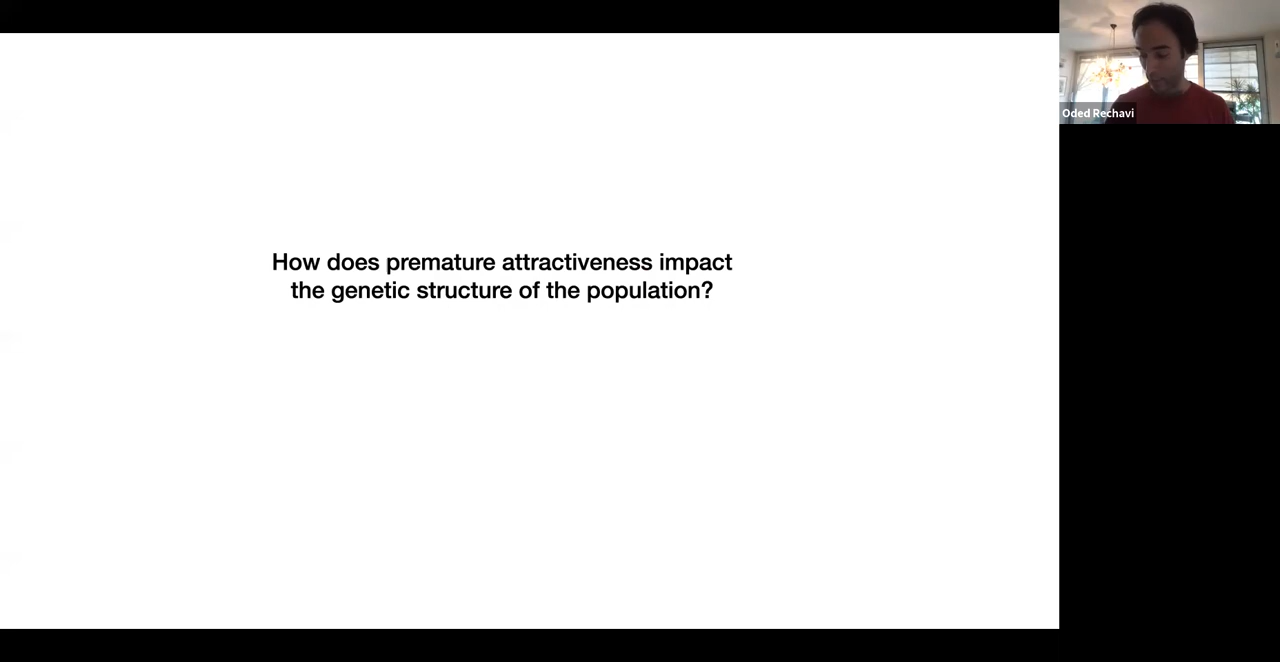 How does premature attractiveness impact
the genetic structure of the population?
Oded Rechavi